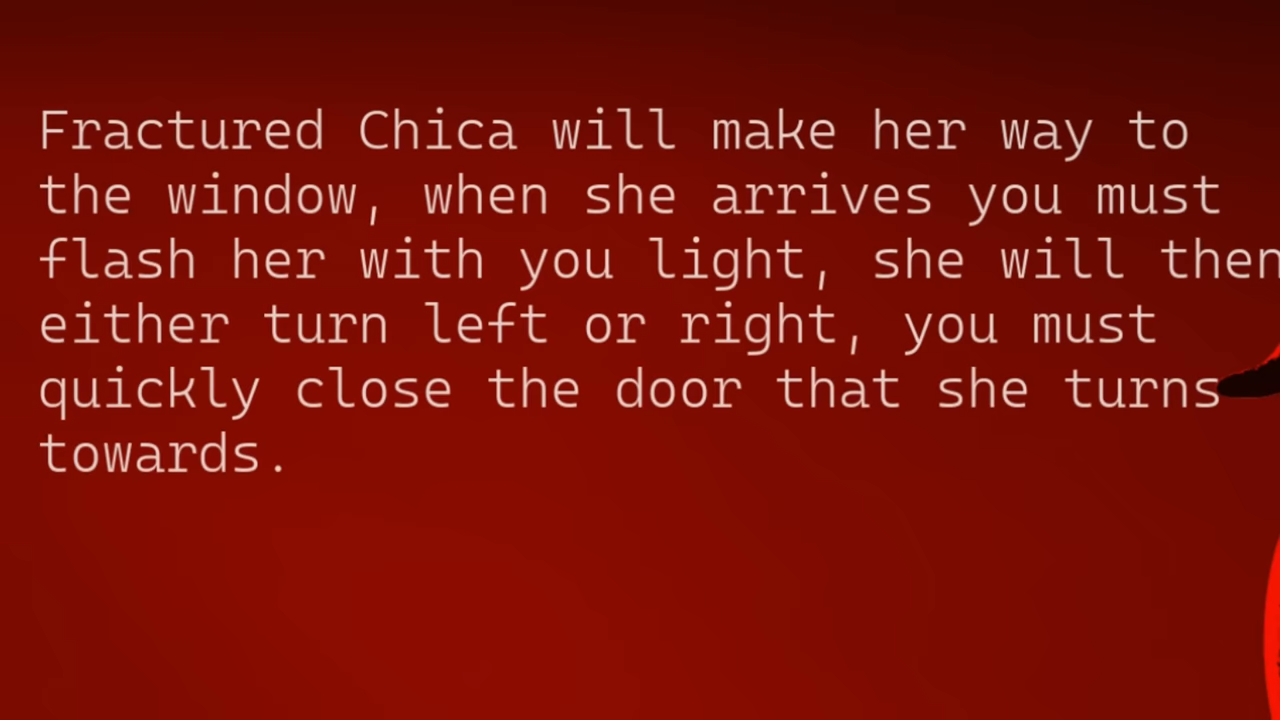 Fractured Chica will make her way to
the window, when she arrives you must
flash her with you light, she will then
either turn left or right, you must
quickly close the door that she turns
towards.